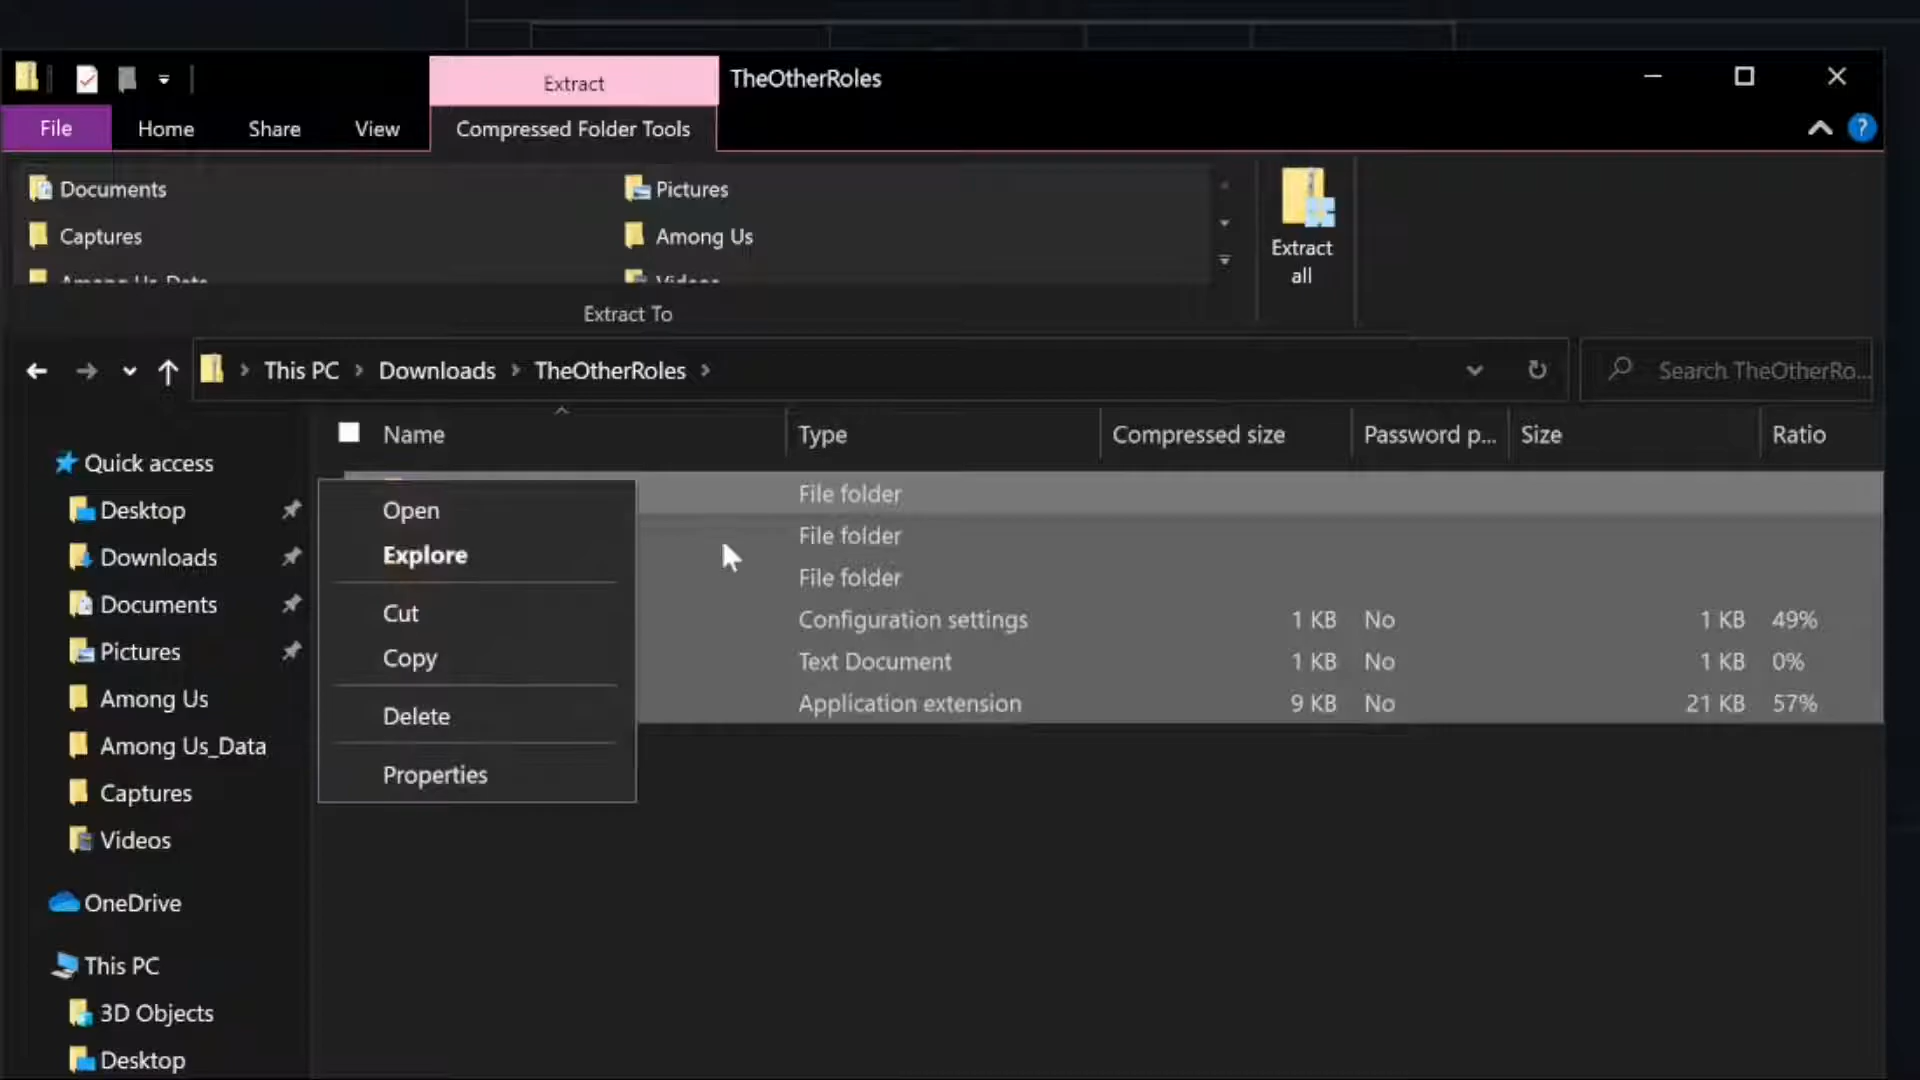 Extract
TheOtherRoles
File
Home
Share
View
Compressed Folder Tools
?
Documents
Pictures
Captures
Among Us
Among Us_Data
Videos
Extract
all
Extract To
This PC
Downloads
TheOtherRoles
Search TheOtherRo...
Name
Type
Compressed size
Password p...
Size
Ratio
Quick access
Desktop
Downloads
Documents
Pictures
Among Us
Among Us_Data
Captures
Videos
OneDrive
This PC
3D Objects
Desktop
Open
Explore
Cut
Copy
Delete
Properties
File folder
File folder
File folder
Configuration settings 1 KB No 1 KB 49%
Text Document 1 KB No 1 KB 0%
Application extension 9 KB No 21 KB 57%